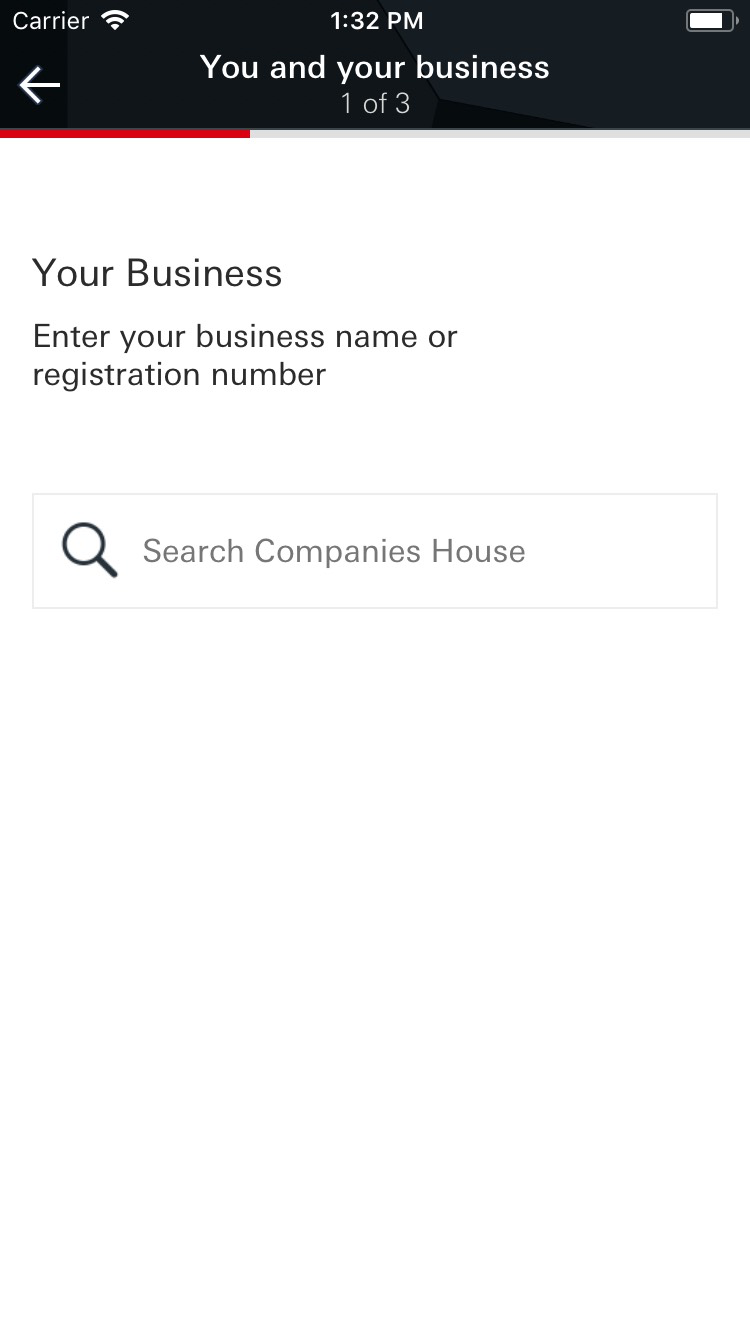 Carrier 1:32 PM
You and your business
1 of 3
Your Business
Enter your business name or
registration number
Search Companies House